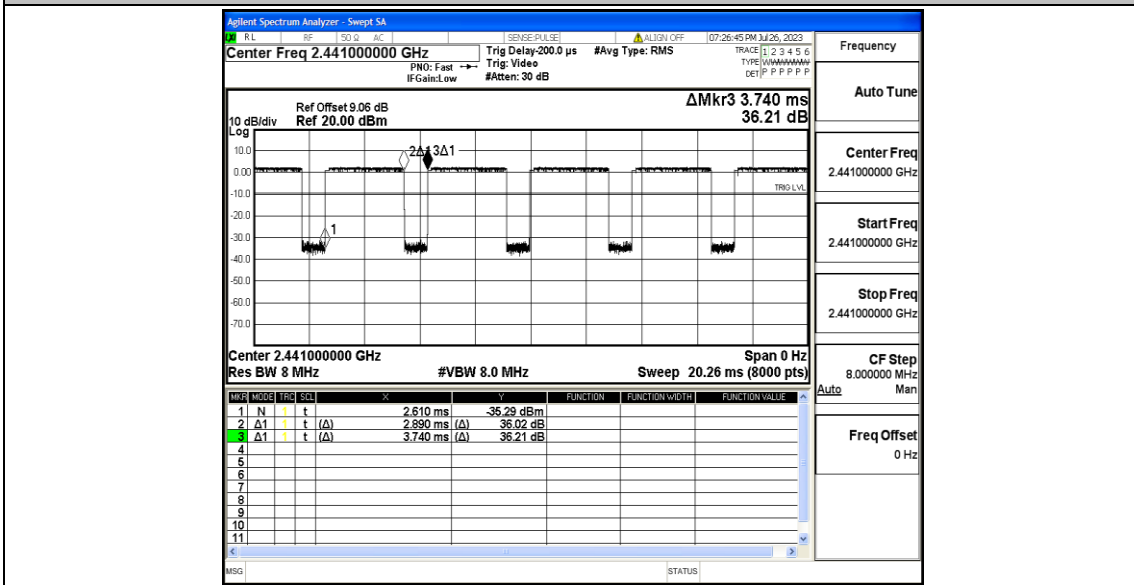 Agilent Spectrum Analyzer - Swept SA
LXI RL RF 50 Ω AC SENSE:PULSE ALIGN OFF 07:26:45 PM Jul 26, 2023
Center Freq 2.441000000 GHz
PNO: Fast
IFGain:Low
Trig Delay-200.0 µs
Trig: Video
#Atten: 30 dB
#Avg Type: RMS
TRACE 1 2 3 4 5 6
TYPE WWWWWW
DET P P P P P P
ΔMkr3 3.740 ms
36.21 dB
Ref Offset 9.06 dB
10 dB/div Ref 20.00 dBm
Log
10.0
0.00
-10.0
-20.0
-30.0
-40.0
-50.0
-60.0
-70.0
2Δ1 3Δ1
TRIG LVL
1
Center 2.441000000 GHz Span 0 Hz
Res BW 8 MHz #VBW 8.0 MHz Sweep 20.26 ms (8000 pts)
MKR MODE TRC SCL X Y FUNCTION FUNCTION WIDTH FUNCTION VALUE
1 N 1 t 2.610 ms -35.29 dBm
2 Δ1 1 t (Δ) 2.890 ms (Δ) 36.02 dB
3 Δ1 1 t (Δ) 3.740 ms (Δ) 36.21 dB
4
5
6
7
8
9
10
11
MSG STATUS
Frequency
Auto Tune
Center Freq
2.441000000 GHz
Start Freq
2.441000000 GHz
Stop Freq
2.441000000 GHz
CF Step
8.000000 MHz
Auto Man
Freq Offset
0 Hz